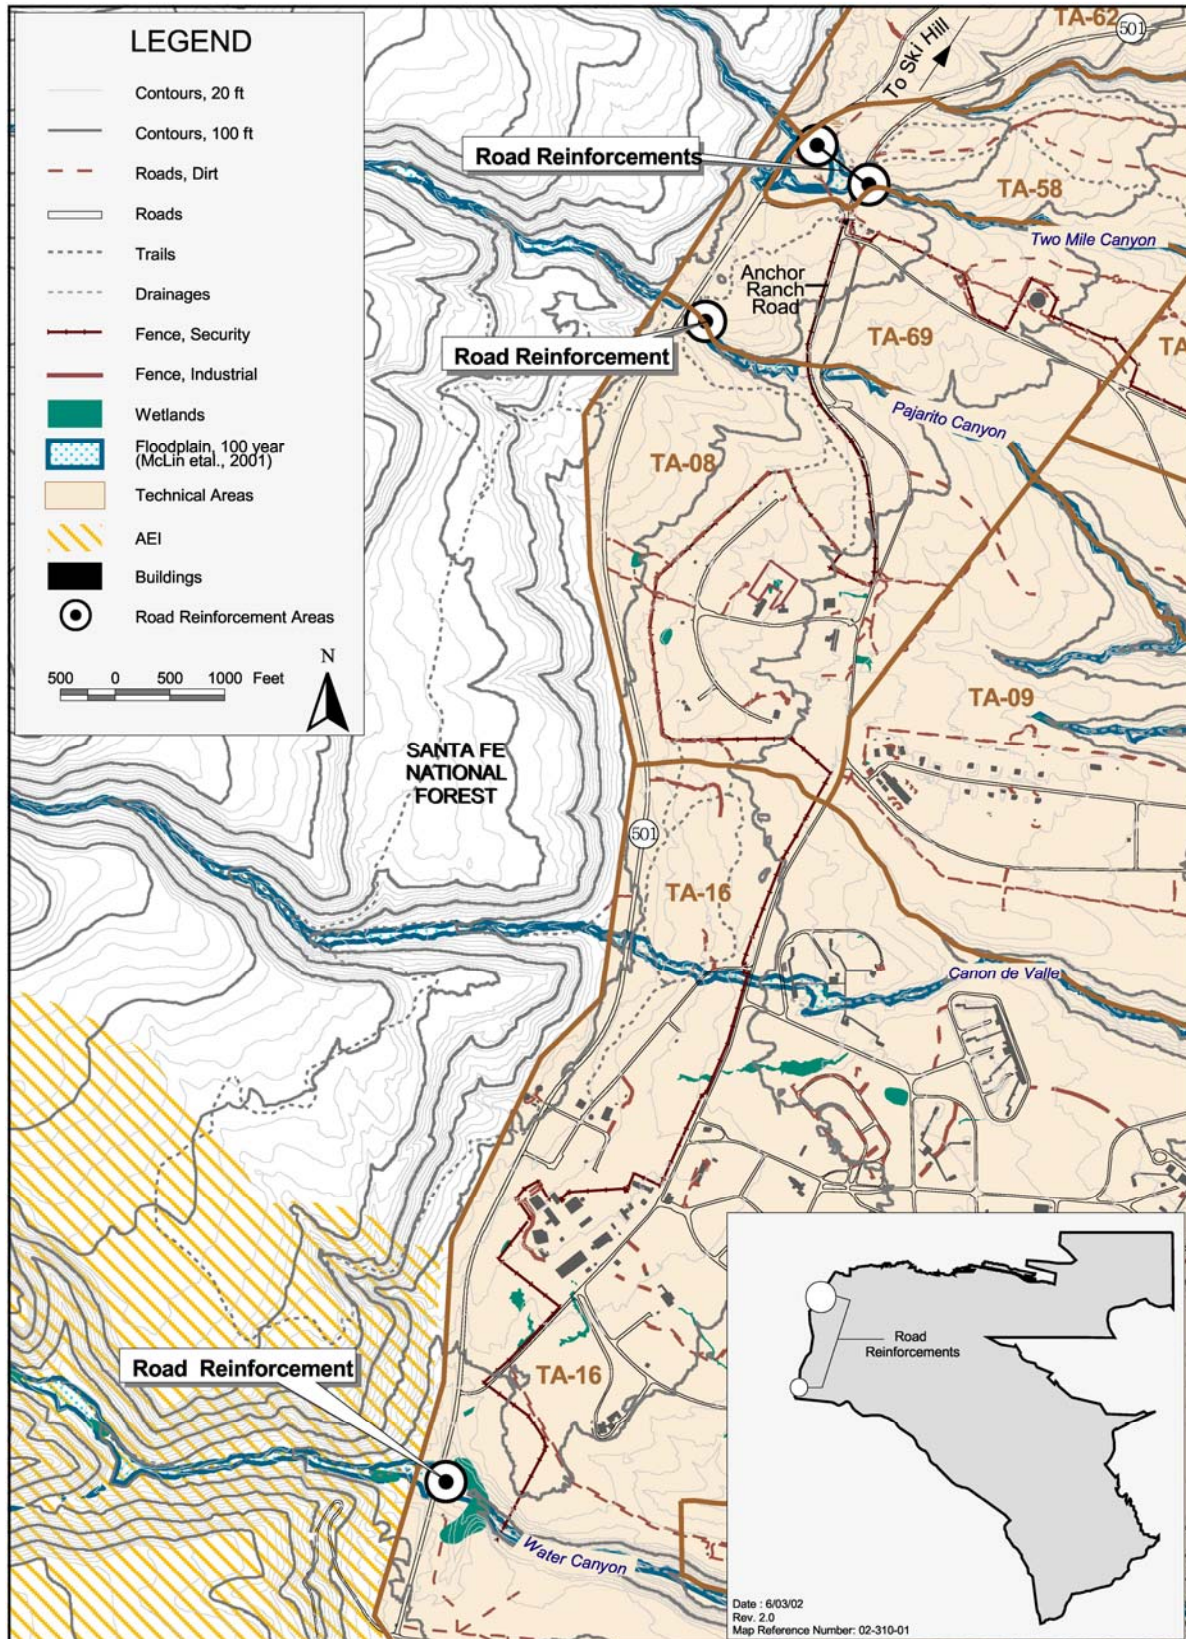 LEGEND
Contours, 20 ft
Contours, 100 ft
Roads, Dirt
Roads
Trails
Drainages
Fence, Security
Fence, Industrial
Wetlands
Floodplain, 100 year
(McLin etal., 2001)
Technical Areas
AEI
Buildings
Road Reinforcement Areas
500 0 500 1000 Feet
N
TA-62
501
To Ski Hill
Road Reinforcements
TA-58
Two Mile Canyon
Anchor
Ranch
Road
Road Reinforcement
TA-69
TA
Pajarito Canyon
TA-08
TA-09
SANTA FE
NATIONAL
FOREST
501
TA-16
Canon de Valle
Road Reinforcement
TA-16
Water Canyon
Road
Reinforcements
Date : 6/03/02
Rev. 2.0
Map Reference Number: 02-310-01